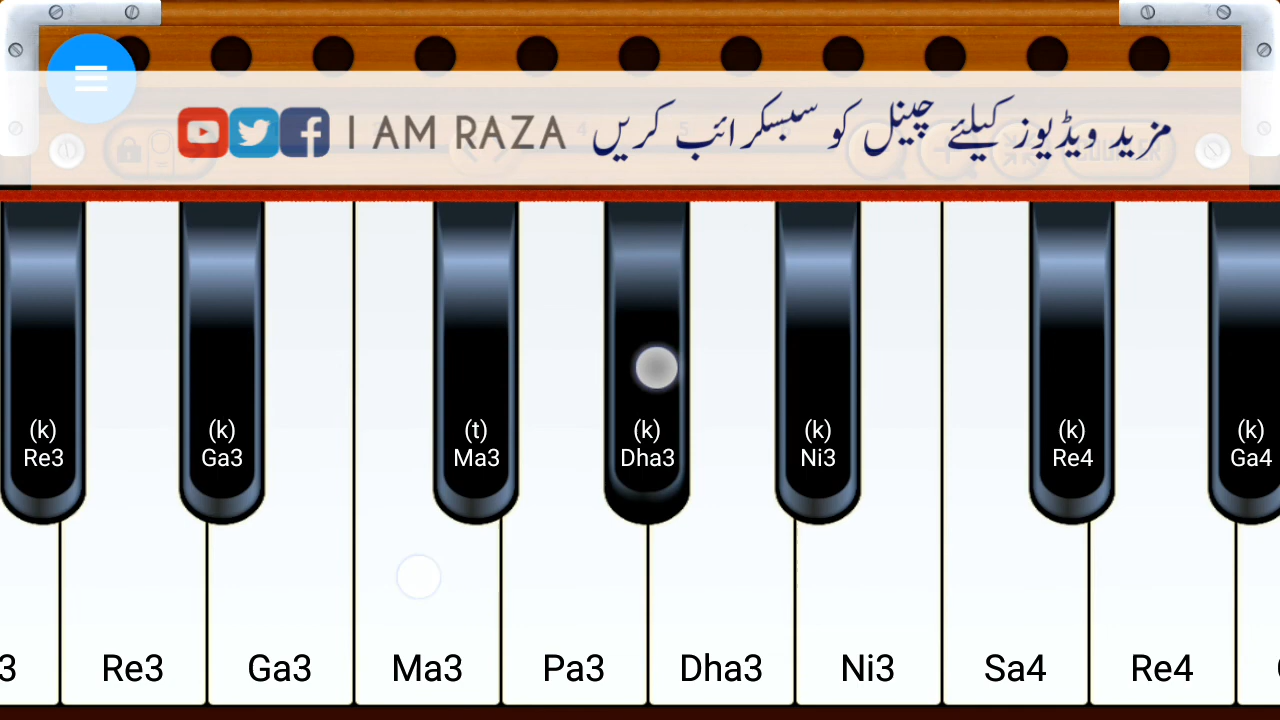 I AM RAZA مزید ویڈیوز کیلئے چینل کو سبسکرائب کریں
(k) (k) (t) (k) (k) (k) (k)
Re3 Ga3 Ma3 Dha3 Ni3 Re4 Ga4
3 Re3 Ga3 Ma3 Pa3 Dha3 Ni3 Sa4 Re4